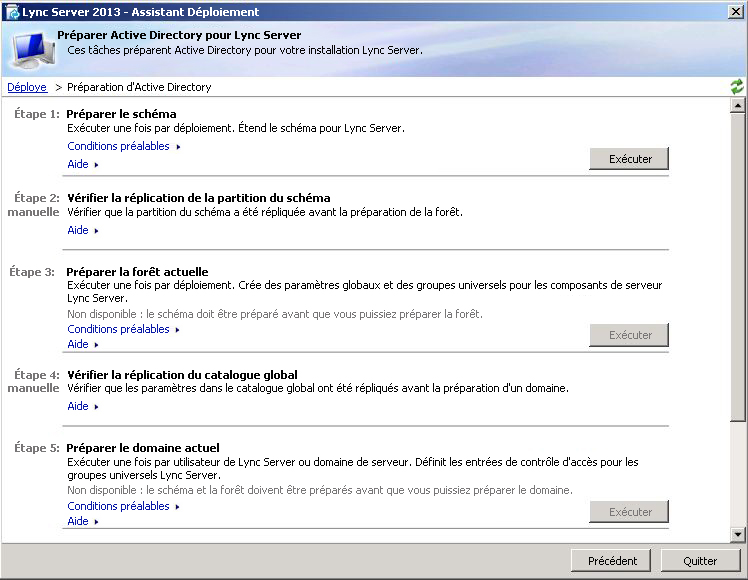 Lync Server 2013 - Assistant Déploiement
Préparer Active Directory pour Lync Server
Ces tâches préparent Active Directory pour votre installation Lync Server.
Déploye > Préparation d'Active Directory
Étape 1: Préparer le schéma
Exécuter une fois par déploiement. Étend le schéma pour Lync Server.
Conditions préalables
Aide
Exécuter
Étape 2: Vérifier la réplication de la partition du schéma
manuelle Vérifier que la partition du schéma a été répliquée avant la préparation de la forêt.
Aide
Étape 3: Préparer la forêt actuelle
Exécuter une fois par déploiement. Crée des paramètres globaux et des groupes universels pour les composants de serveur
Lync Server.
Non disponible : le schéma doit être préparé avant que vous puissiez préparer la forêt.
Conditions préalables
Aide
Exécuter
Étape 4: Vérifier la réplication du catalogue global
manuelle Vérifier que les paramètres dans le catalogue global ont été répliqués avant la préparation d'un domaine.
Aide
Étape 5: Préparer le domaine actuel
Exécuter une fois par utilisateur de Lync Server ou domaine de serveur. Définit les entrées de contrôle d'accès pour les
groupes universels Lync Server.
Non disponible : le schéma et la forêt doivent être préparés avant que vous puissiez préparer le domaine.
Conditions préalables
Aide
Exécuter
Précédent Quitter